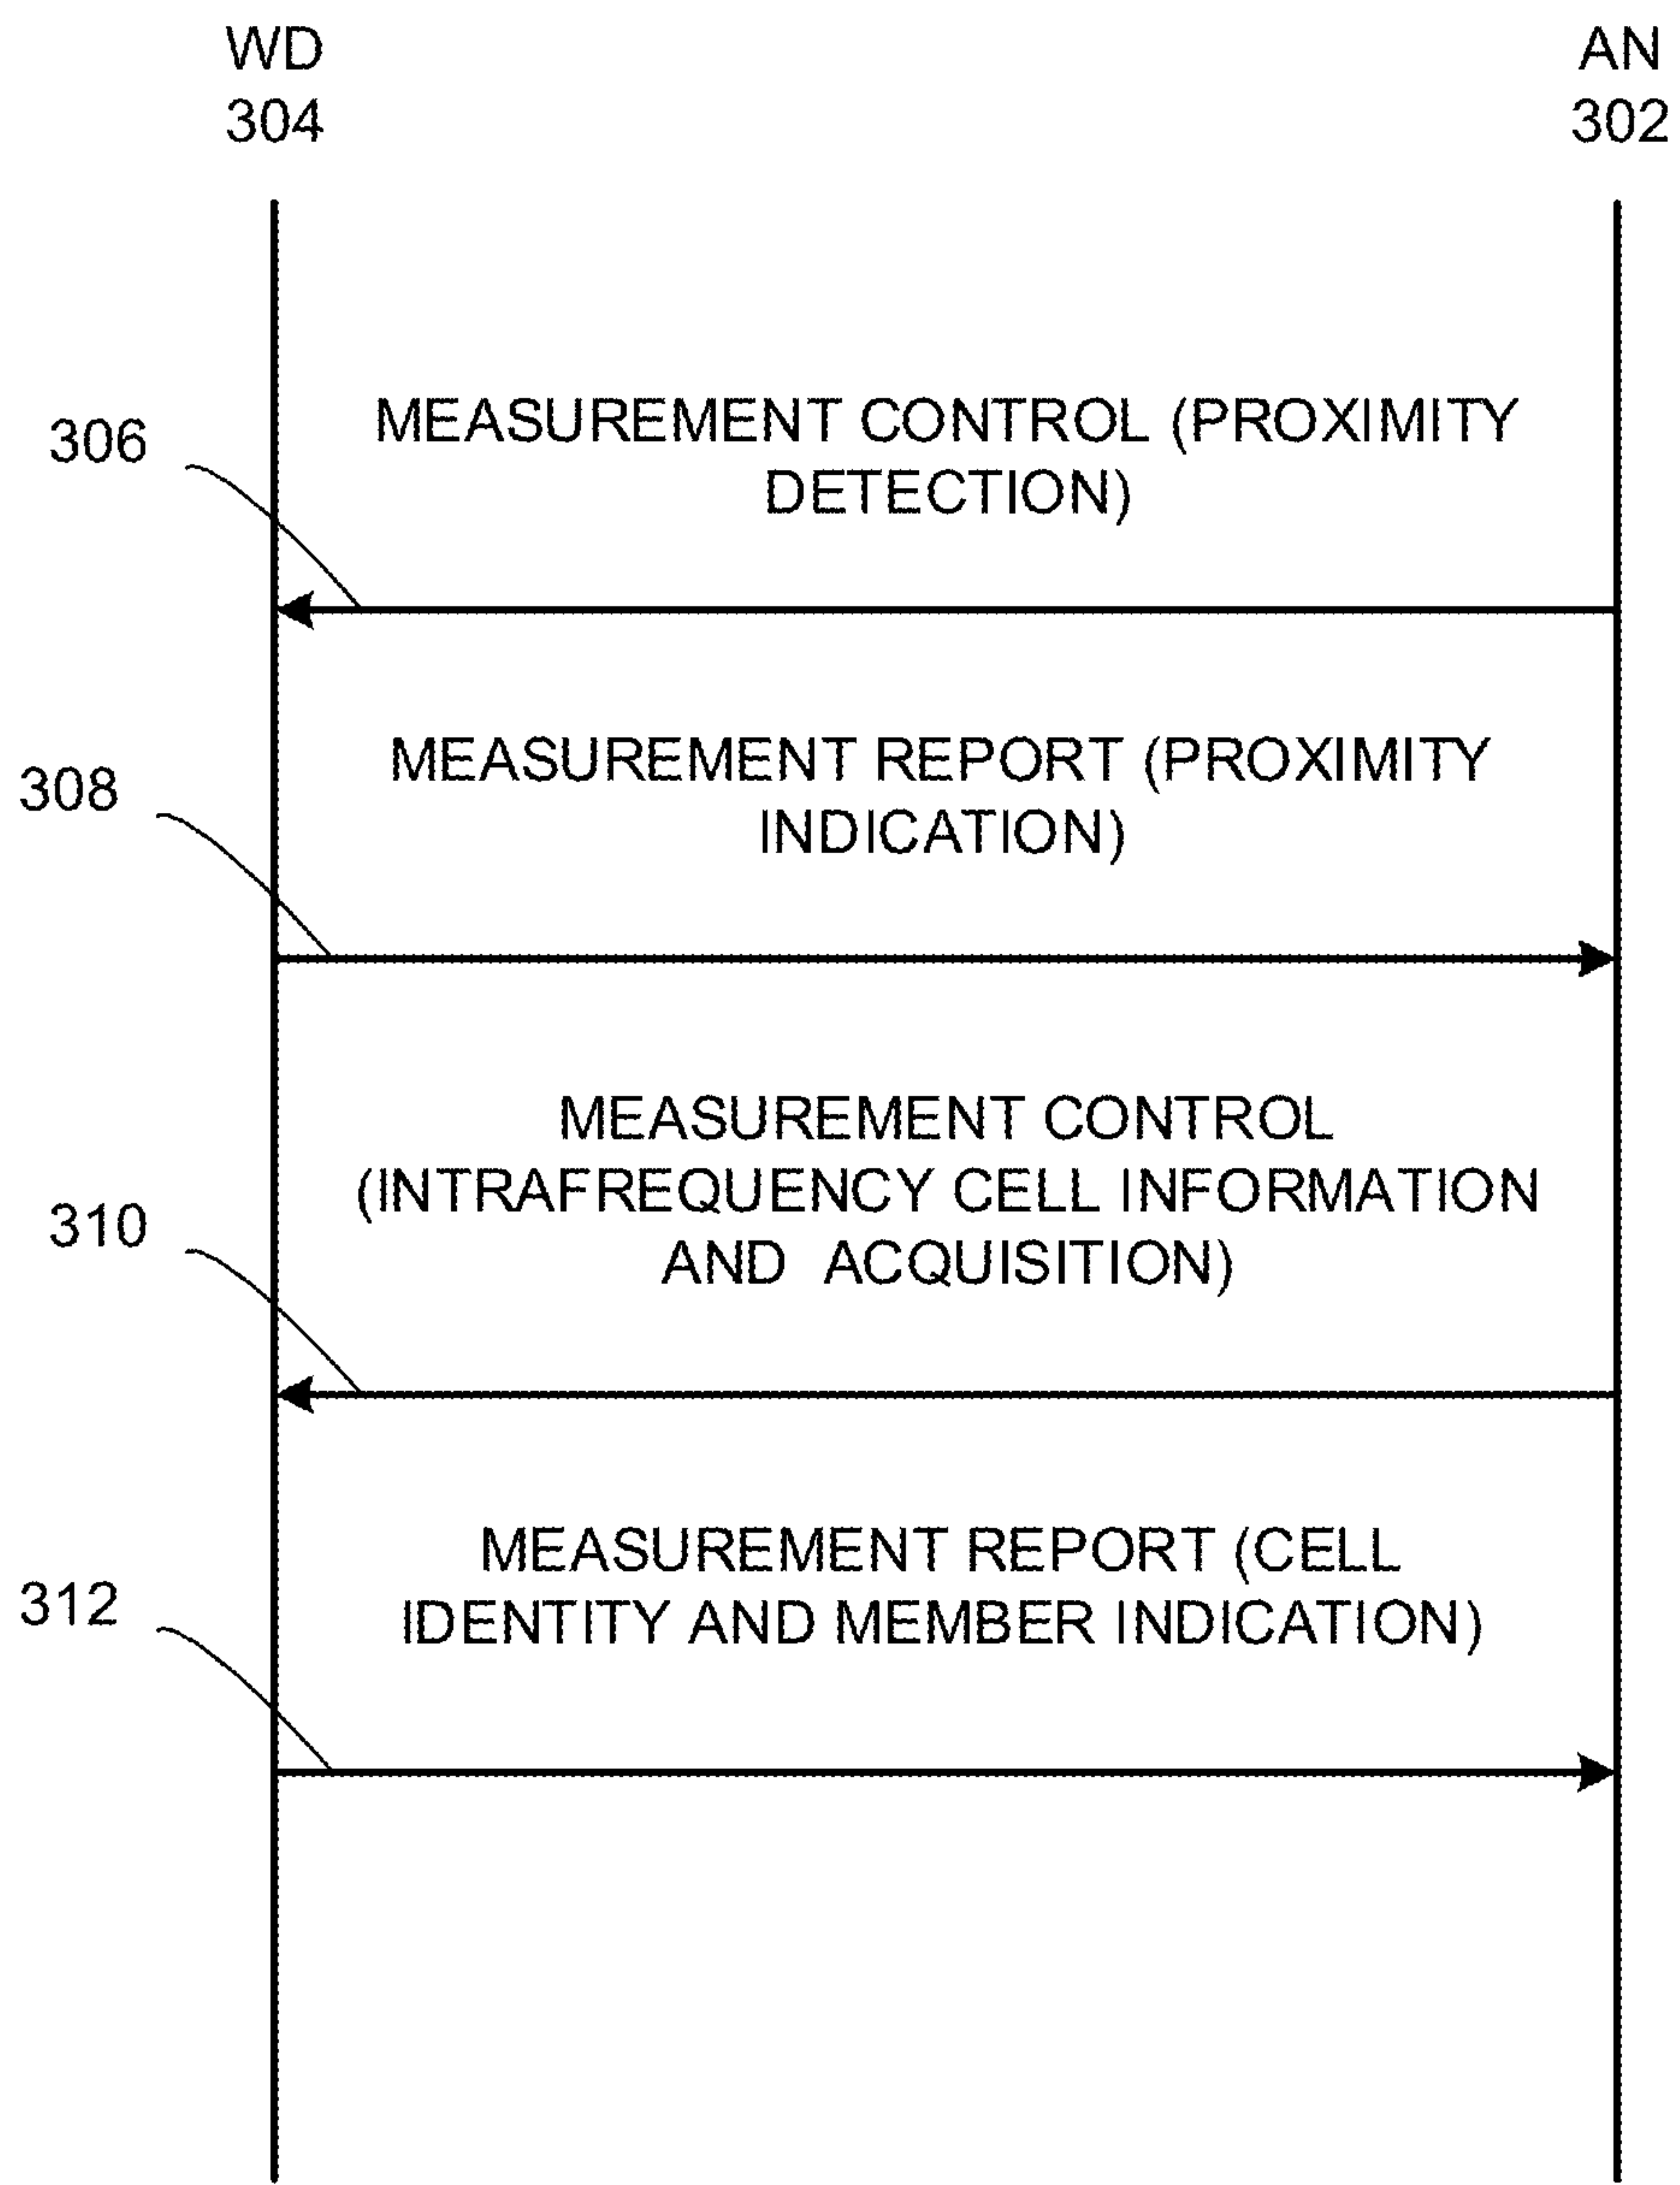 WD
304
AN
302
306
MEASUREMENT CONTROL (PROXIMITY
DETECTION)
308
MEASUREMENT REPORT (PROXIMITY
INDICATION)
310
MEASUREMENT CONTROL
(INTRAFREQUENCY CELL INFORMATION
AND ACQUISITION)
312
MEASUREMENT REPORT (CELL
IDENTITY AND MEMBER INDICATION)